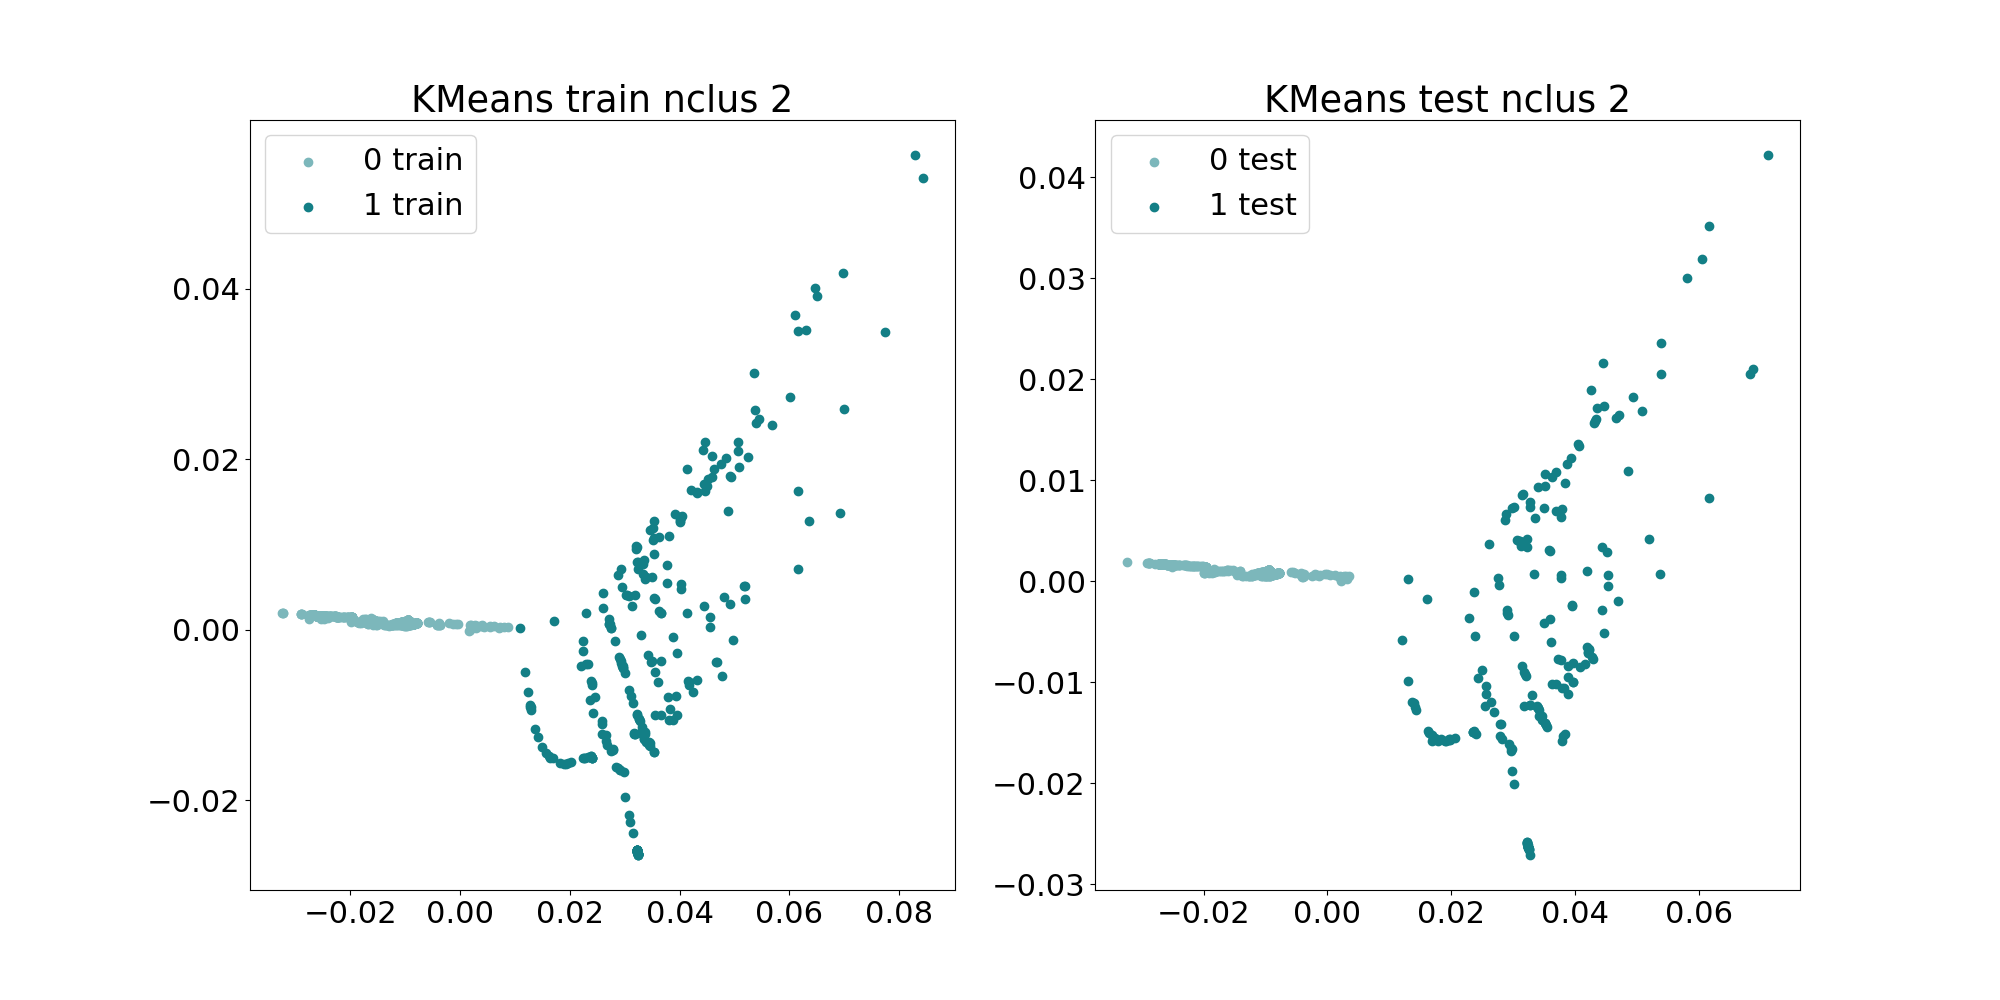 KMeans train nclus 2
0 train
1 train
0.04
0.02
0.00
−0.02
−0.02 0.00 0.02 0.04 0.06 0.08
KMeans test nclus 2
0 test
1 test
0.04
0.03
0.02
0.01
0.00
−0.01
−0.02
−0.03
−0.02 0.00 0.02 0.04 0.06